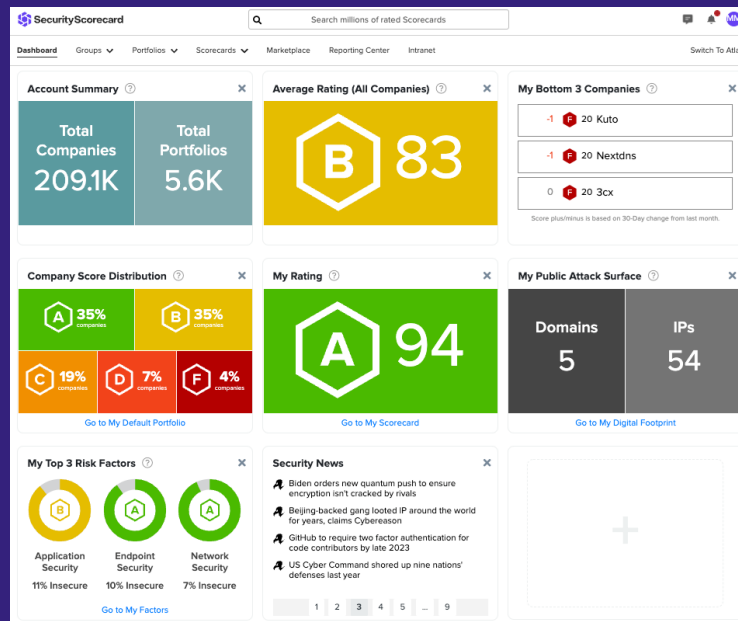 SecurityScorecard
Search millions of rated Scorecards
MM
Dashboard Groups Portfolios Scorecards Marketplace Reporting Center Intranet Switch To Atla
Account Summary ?
Total Companies
209.1K
Total Portfolios
5.6K
Average Rating (All Companies) ?
B 83
My Bottom 3 Companies ?
-1 F 20 Kuto
-1 F 20 Nextdns
0 F 20 3cx
Score plus/minus is based on 30-Day change from last month.
Company Score Distribution ?
A 35% companies
B 35% companies
C 19% companies
D 7% companies
F 4% companies
Go to My Default Portfolio
My Rating ?
A 94
Go to My Scorecard
My Public Attack Surface ?
Domains
5
IPs
54
Go to My Digital Footprint
My Top 3 Risk Factors ?
B
Application
Security
11% Insecure
A
Endpoint
Security
10% Insecure
A
Network
Security
7% Insecure
Go to My Factors
Security News
Biden orders new quantum push to ensure
encryption isn't cracked by rivals
Beijing-backed gang looted IP around the world
for years, claims Cybereason
GitHub to require two factor authentication for
code contributors by late 2023
US Cyber Command shored up nine nations'
defenses last year
1 2 3 4 5 ... 9